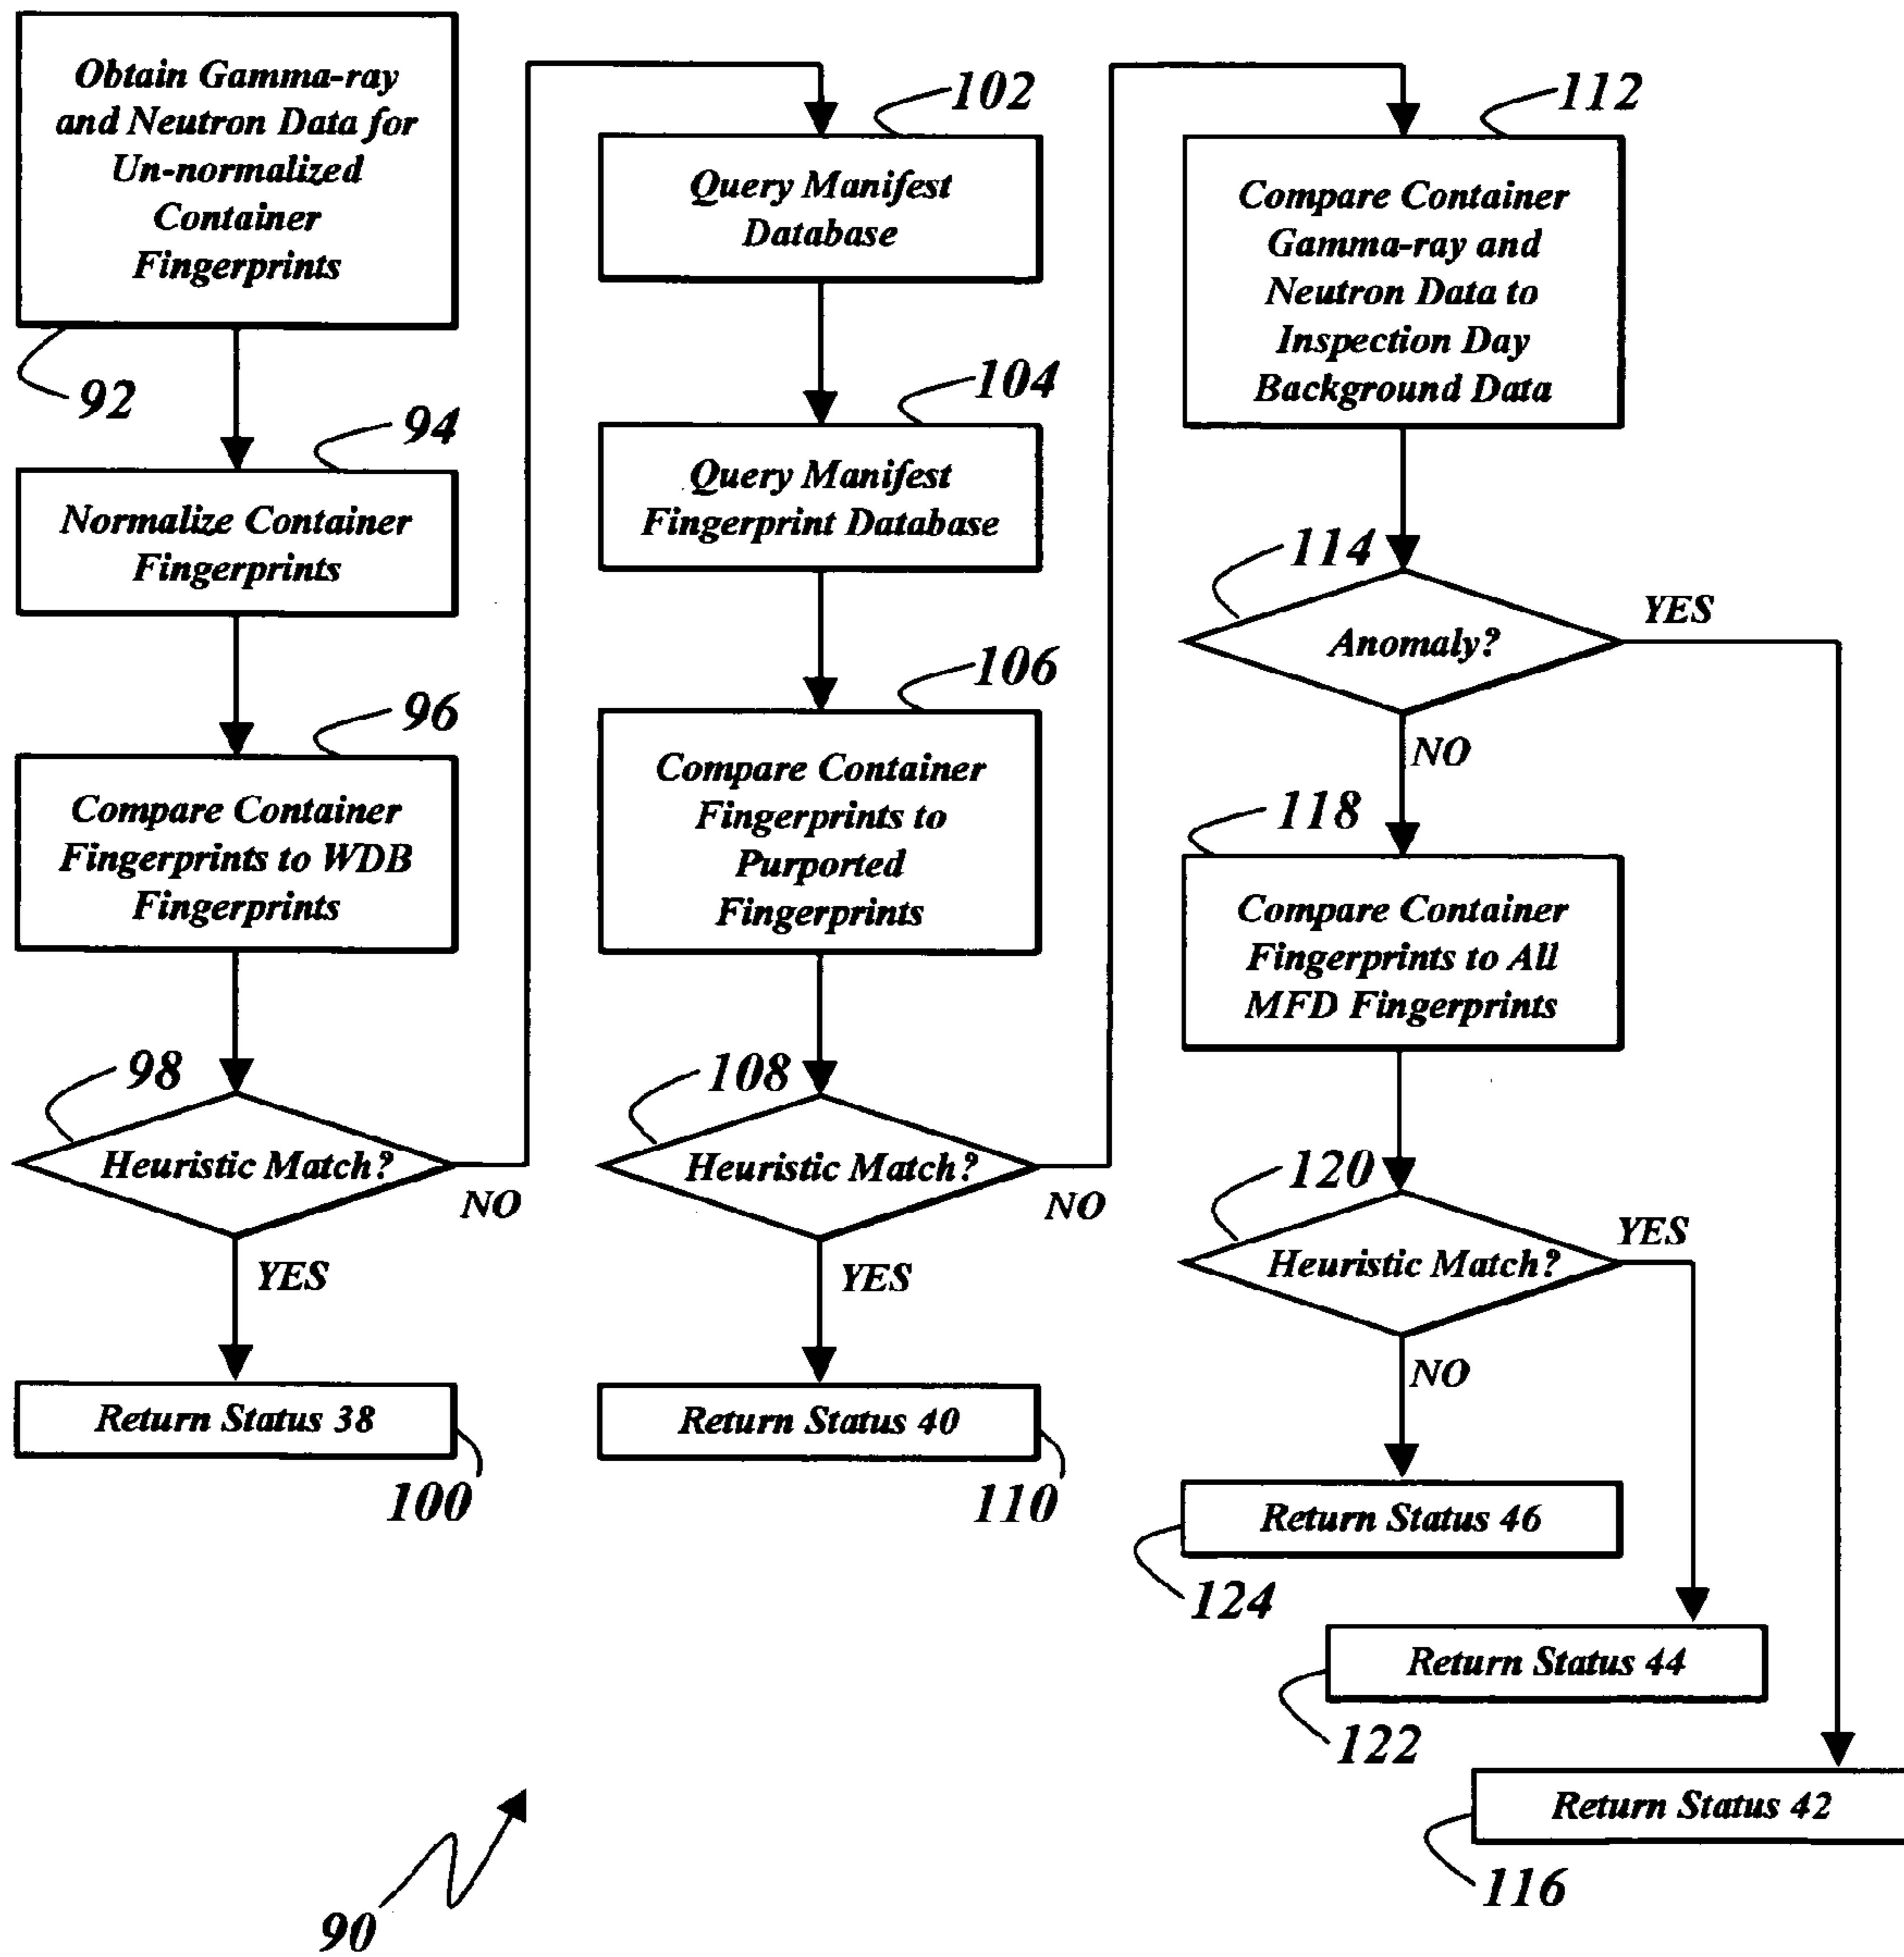 Obtain Gamma-ray
and Neutron Data for
Un-normalized
Container
Fingerprints
92
94
Normalize Container
Fingerprints
96
Compare Container
Fingerprints to WDB
Fingerprints
98
Heuristic Match?
NO
YES
Return Status 38
100
102
Query Manifest
Database
104
Query Manifest
Fingerprint Database
106
Compare Container
Fingerprints to
Purported
Fingerprints
108
Heuristic Match?
NO
YES
Return Status 40
110
112
Compare Container
Gamma-ray and
Neutron Data to
Inspection Day
Background Data
114
YES
Anomaly?
NO
118
Compare Container
Fingerprints to All
MFD Fingerprints
120
YES
Heuristic Match?
NO
Return Status 46
124
Return Status 44
122
Return Status 42
116
90